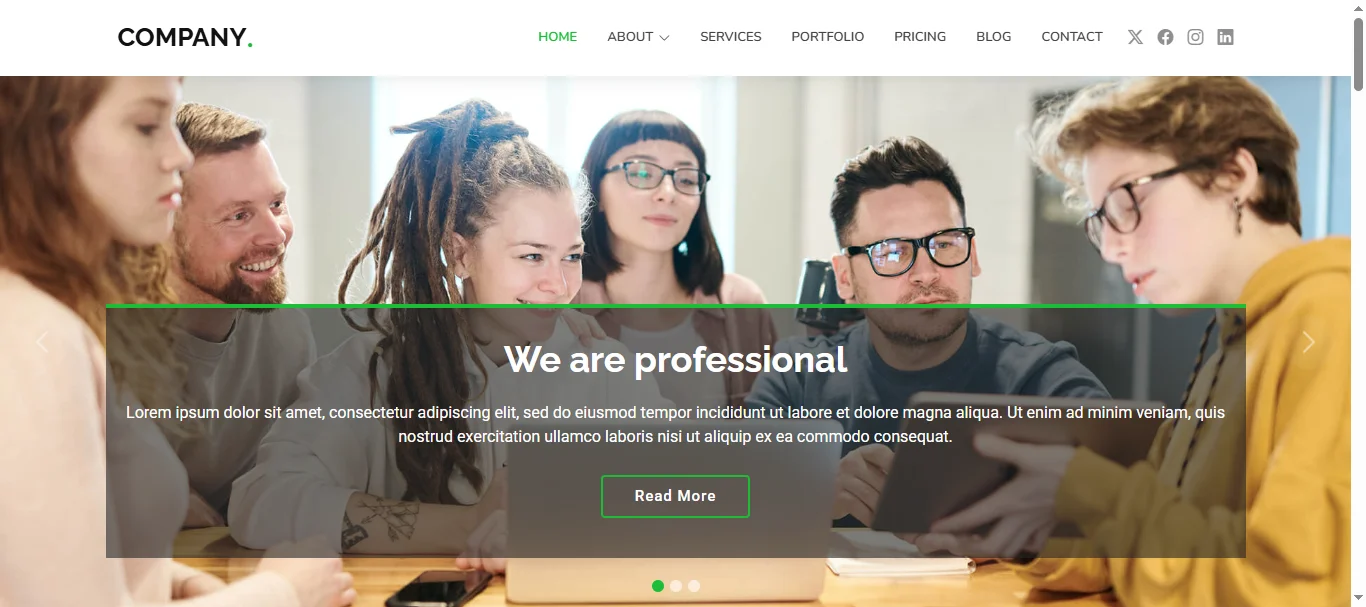 COMPANY.
HOME ABOUT SERVICES PORTFOLIO PRICING BLOG CONTACT
We are professional
Lorem ipsum dolor sit amet, consectetur adipiscing elit, sed do eiusmod tempor incididunt ut labore et dolore magna aliqua. Ut enim ad minim veniam, quis
nostrud exercitation ullamco laboris nisi ut aliquip ex ea commodo consequat.
Read More